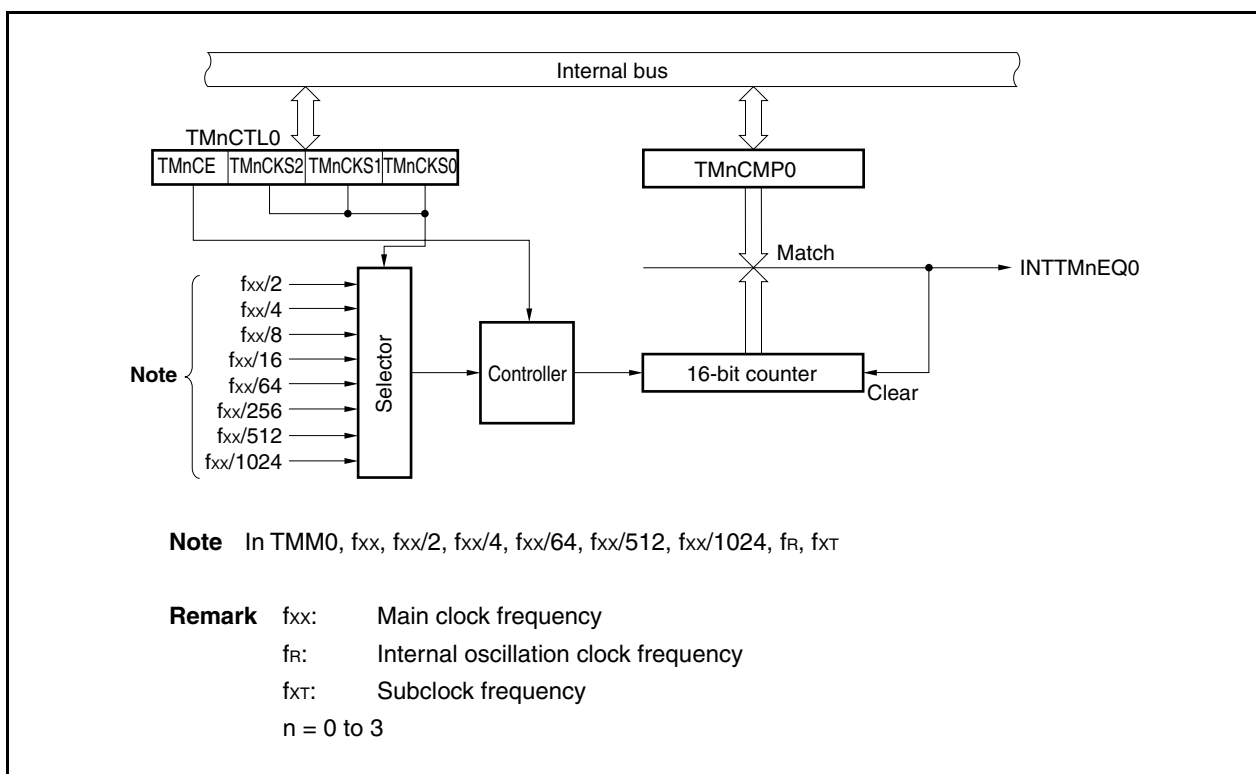 Internal bus
TMnCTL0
TMnCE TMnCKS2 TMnCKS1 TMnCKS0
TMnCMP0
Match
INTTMnEQ0
Note
fxx/2
fxx/4
fxx/8
fxx/16
fxx/64
fxx/256
fxx/512
fxx/1024
Selector
Controller
16-bit counter
Clear
Note In TMM0, fxx, fxx/2, fxx/4, fxx/64, fxx/512, fxx/1024, fR, fXT
Remark fxx: Main clock frequency
fR: Internal oscillation clock frequency
fXT: Subclock frequency
n = 0 to 3